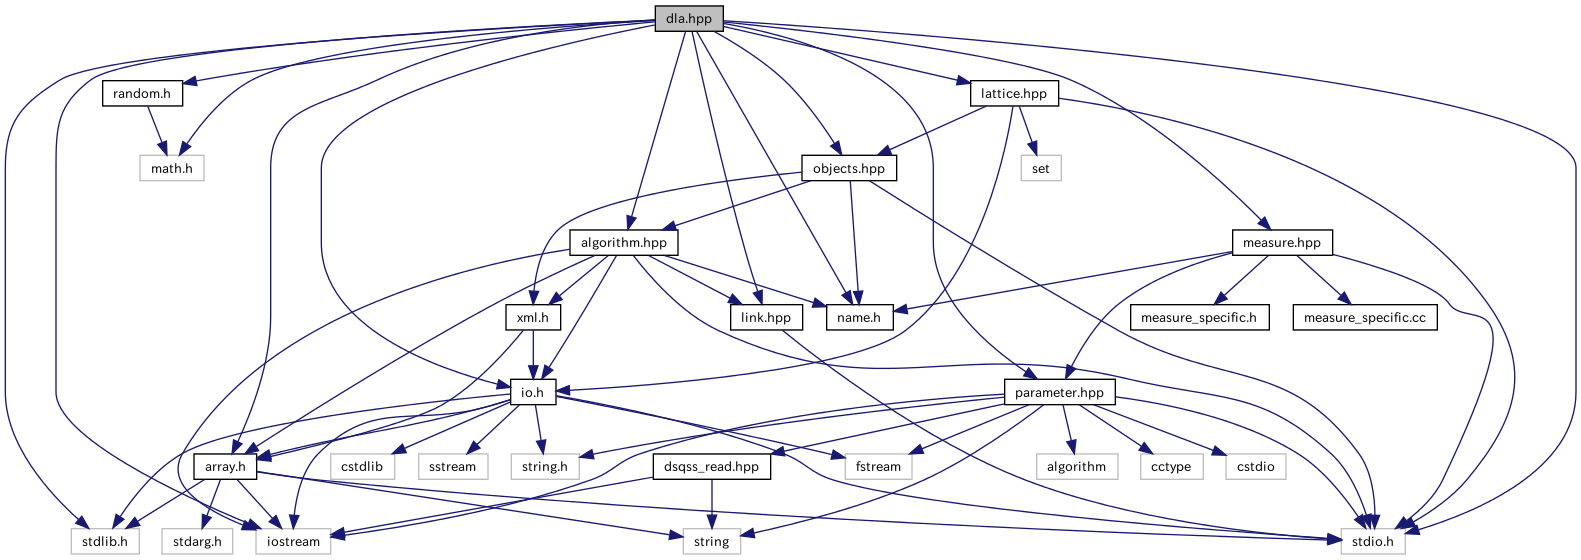 dla.hpp
random.h
lattice.hpp
math.h
objects.hpp
set
algorithm.hpp
measure.hpp
xml.h
link.hpp
name.h
measure_specific.h
measure_specific.cc
io.h
parameter.hpp
array.h
cstdlib
sstream
string.h
dsqss_read.hpp
fstream
algorithm
cctype
cstdio
stdlib.h
stdarg.h
iostream
string
stdio.h